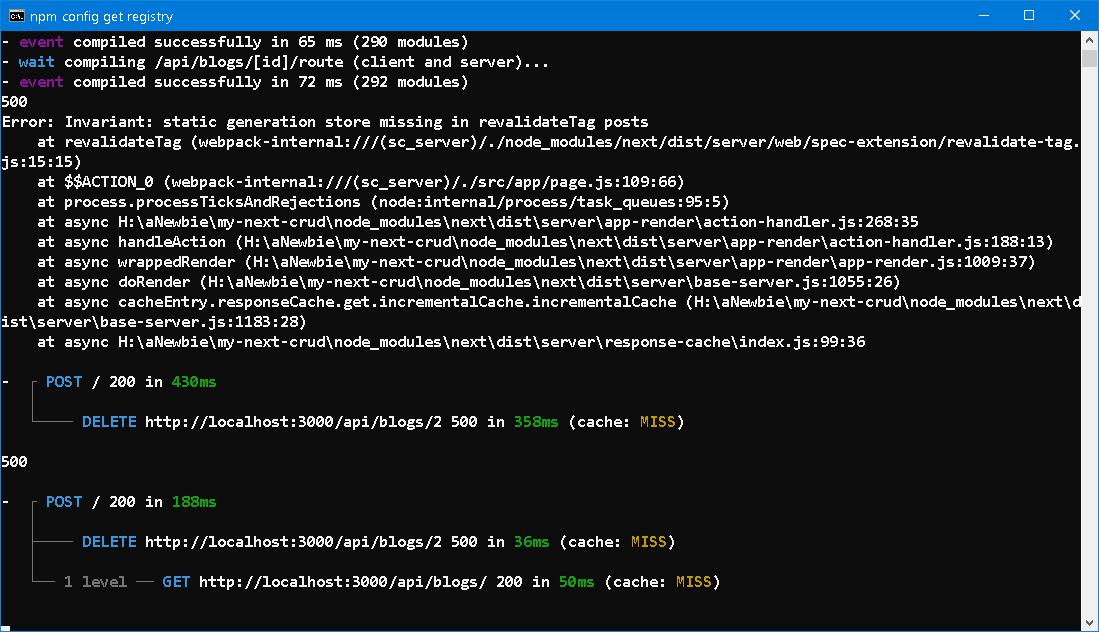 npm config get registry
- event compiled successfully in 65 ms (290 modules)
- wait compiling /api/blogs/[id]/route (client and server)...
- event compiled successfully in 72 ms (292 modules)
500
Error: Invariant: static generation store missing in revalidateTag posts
    at revalidateTag (webpack-internal:///(sc_server)/./node_modules/next/dist/server/web/spec-extension/revalidate-tag.
js:15:15)
    at $$ACTION_0 (webpack-internal:///(sc_server)/./src/app/page.js:109:66)
    at process.processTicksAndRejections (node:internal/process/task_queues:95:5)
    at async H:\aNewbie\my-next-crud\node_modules\next\dist\server\app-render\action-handler.js:268:35
    at async handleAction (H:\aNewbie\my-next-crud\node_modules\next\dist\server\app-render\action-handler.js:188:13)
    at async wrappedRender (H:\aNewbie\my-next-crud\node_modules\next\dist\server\app-render\app-render.js:1009:37)
    at async doRender (H:\aNewbie\my-next-crud\node_modules\next\dist\server\base-server.js:1055:26)
    at async cacheEntry.responseCache.get.incrementalCache.incrementalCache (H:\aNewbie\my-next-crud\node_modules\next\d
ist\server\base-server.js:1183:28)
    at async H:\aNewbie\my-next-crud\node_modules\next\dist\server\response-cache\index.js:99:36
- ┌ POST / 200 in 430ms
└──── DELETE http://localhost:3000/api/blogs/2 500 in 358ms (cache: MISS)
500
- ┌ POST / 200 in 188ms
├──── DELETE http://localhost:3000/api/blogs/2 500 in 36ms (cache: MISS)
└── 1 level ── GET http://localhost:3000/api/blogs/ 200 in 50ms (cache: MISS)